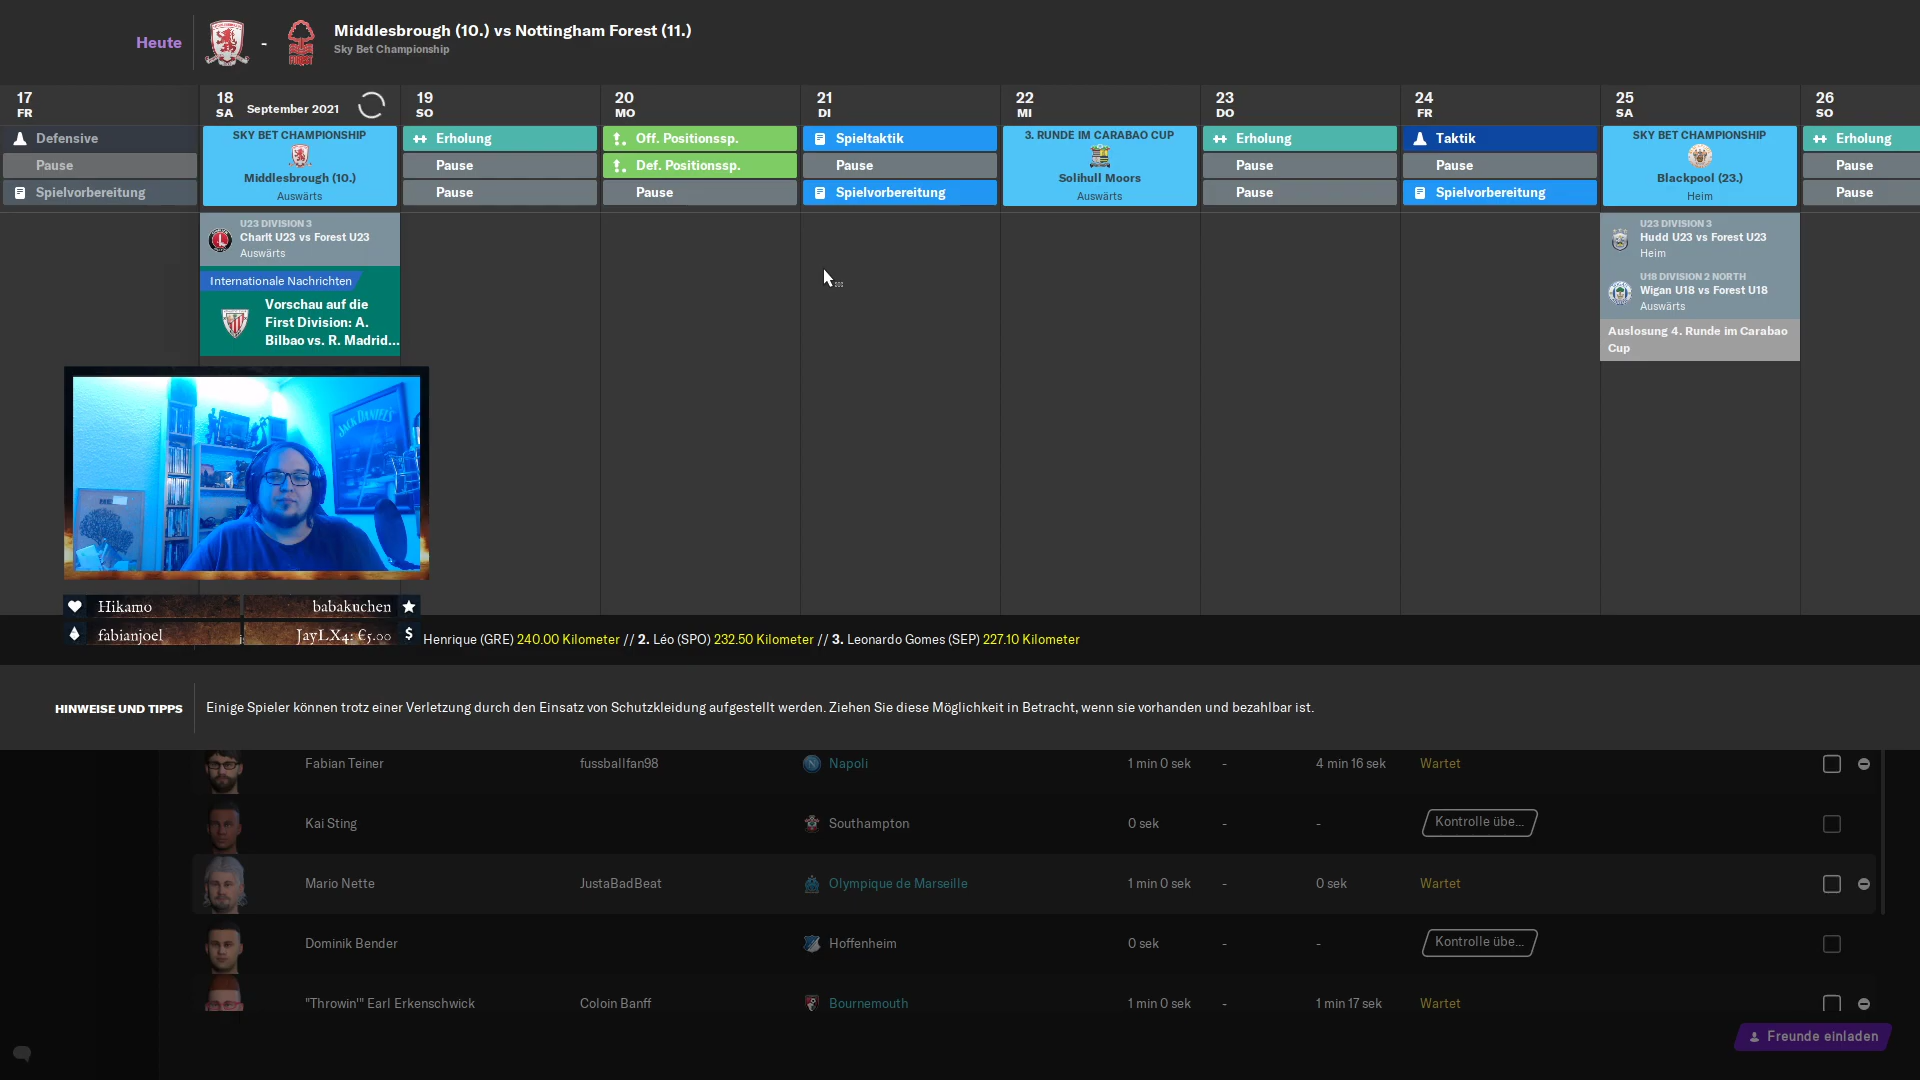 Heute
-
Middlesbrough (10.) vs Nottingham Forest (11.)
Sky Bet Championship
17
FR
18
SA
September 2021
19
SO
20
MO
21
DI
22
MI
23
DO
24
FR
25
SA
26
SO
Defensive
Pause
Spielvorbereitung
SKY BET CHAMPIONSHIP
Middlesbrough (10.)
Auswärts
Erholung
Pause
Pause
Off. Positionssp.
Def. Positionssp.
Pause
Spieltaktik
Pause
Spielvorbereitung
3. RUNDE IM CARABAO CUP
Solihull Moors
Auswärts
Erholung
Pause
Pause
Taktik
Pause
Spielvorbereitung
SKY BET CHAMPIONSHIP
Blackpool (23.)
Heim
Erholung
Pause
Pause
U23 DIVISION 3
Charlt U23 vs Forest U23
Auswärts
Internationale Nachrichten
Vorschau auf die
First Division: A.
Bilbao vs. R. Madrid...
U23 DIVISION 3
Hudd U23 vs Forest U23
Heim
U18 DIVISION 2 NORTH
Wigan U18 vs Forest U18
Auswärts
Auslosung 4. Runde im Carabao
Cup
JACK DANIEL'S
Hikamo
babakuchen
fabianjoel
JayLX4: €5.00
Henrique (GRE) 240.00 Kilometer // 2. Léo (SPO) 232.50 Kilometer // 3. Leonardo Gomes (SEP) 227.10 Kilometer
HINWEISE UND TIPPS
Einige Spieler können trotz einer Verletzung durch den Einsatz von Schutzkleidung aufgestellt werden. Ziehen Sie diese Möglichkeit in Betracht, wenn sie vorhanden und bezahlbar ist.
Fabian Teiner fussballfan98 Napoli 1 min 0 sek - 4 min 16 sek Wartet
Kai Sting Southampton 0 sek - - Kontrolle übe...
Mario Nette JustaBadBeat Olympique de Marseille 1 min 0 sek - 0 sek Wartet
Dominik Bender Hoffenheim 0 sek - - Kontrolle übe...
"Throwin'" Earl Erkenschwick Coloin Banff Bournemouth 1 min 0 sek - 1 min 17 sek Wartet
Freunde einladen